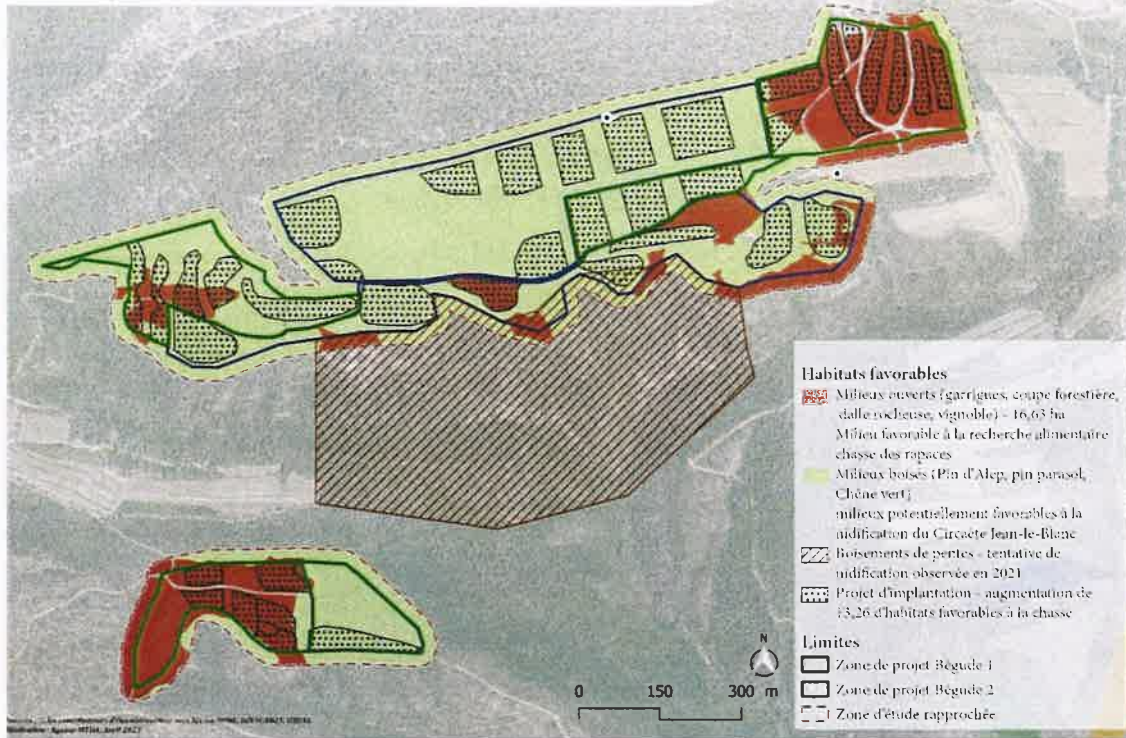 Habitats favorables
Milieux ouverts (garrigues, coupe forestière,
dalle rocheuse, vignoble) - 16,63 ha
Milieu favorable à la recherche alimentaire
chasse des rapaces
Milieux boisés (Pin d'Alep, pin parasol,
Chêne vert)
milieux potentiellement favorables à la
nidification du Circaète Jean-le-Blanc
Boisements de pentes - tentative de
nidification observée en 2021
Projet d'implantation - augmentation de
13,26 d'habitats favorables à la chasse
Limites
Zone de projet Bégude 1
Zone de projet Bégude 2
Zone d'étude rapprochée
N
0 150 300 m